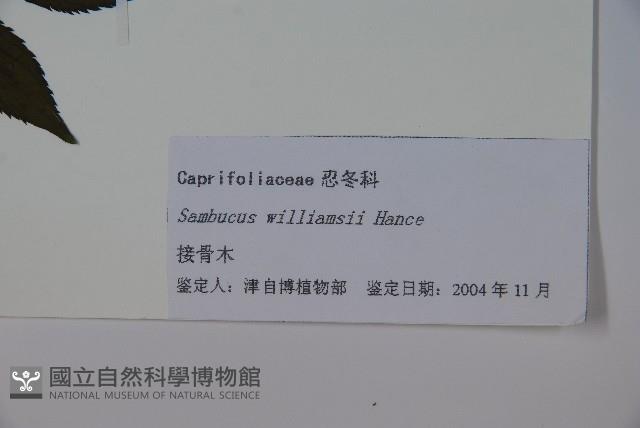 Caprifoliaceae 忍冬科
Sambucus williamsii Hance
接骨木
鉴定人：津自博植物部 鉴定日期：2004 年 11 月
國立自然科學博物館
NATIONAL MUSEUM OF NATURAL SCIENCE